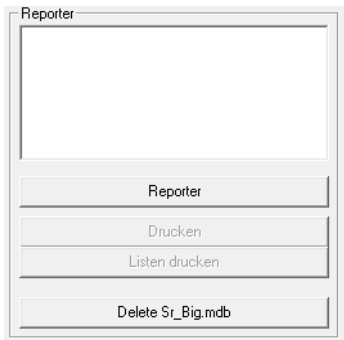 Reporter
Reporter
Drucken
Listen drucken
Delete Sr_Big.mdb